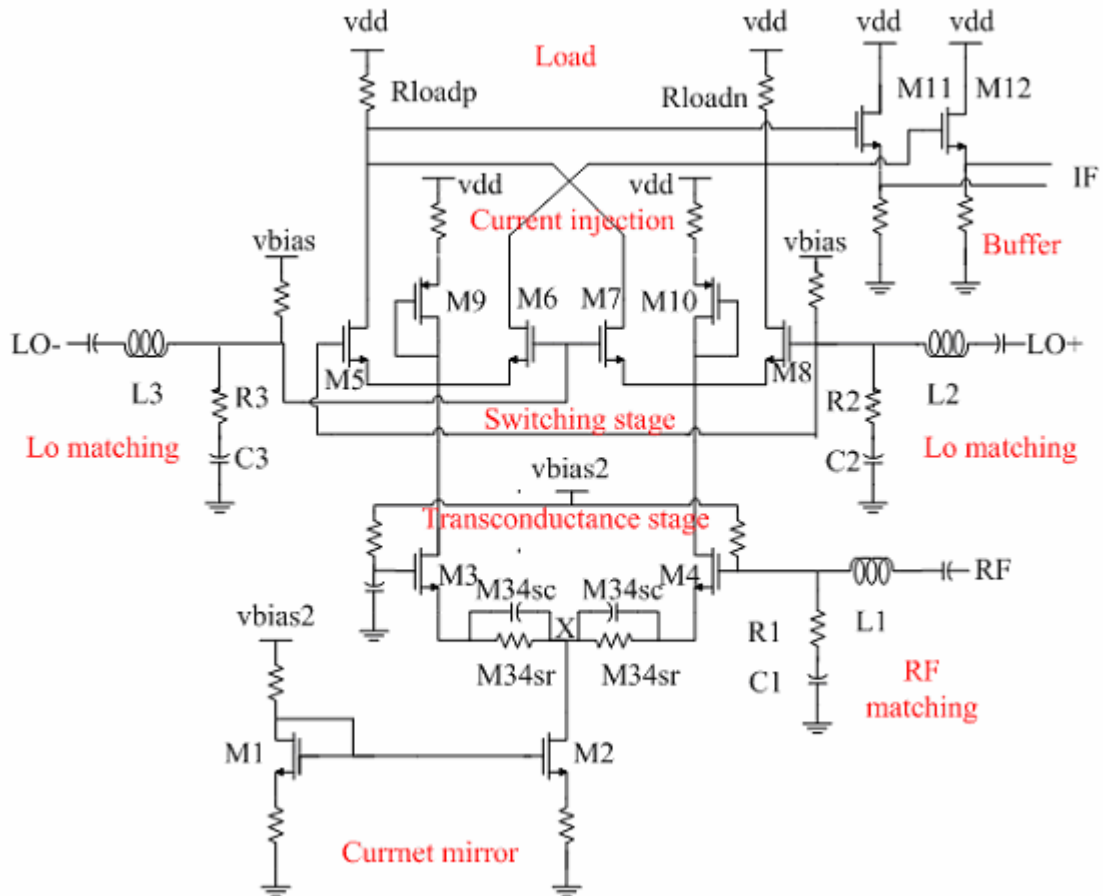 vdd vdd vdd vdd
Load
Rloadp Rloadn M11 M12
vdd vdd IF
Current injection
vbias vbias Buffer
M9 M6 M7 M10
LO- LO+
M5 M8
L3 R3 R2 L2
Switching stage
Lo matching C3 C2 Lo matching
vbias2
Transconductance stage
M3 M34sc M34sc M4 RF
vbias2 X R1 L1
M34sr M34sr C1 RF
matching
M1 M2
Currnet mirror